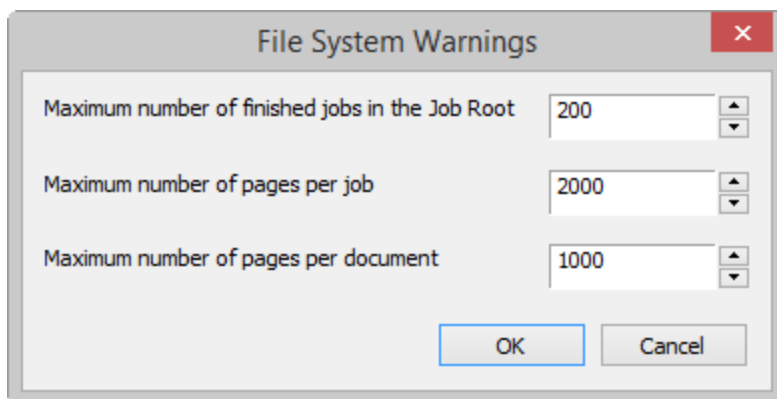 File System Warnings
Maximum number of finished jobs in the Job Root 200
Maximum number of pages per job 2000
Maximum number of pages per document 1000
OK Cancel